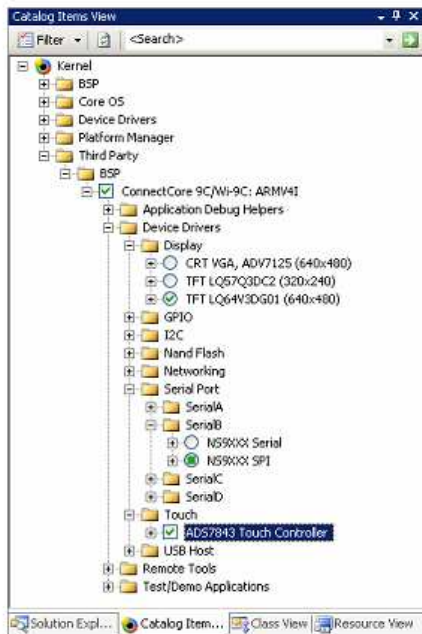 Catalog Items View
Filter <Search>
Kernel
BSP
Core OS
Device Drivers
Platform Manager
Third Party
BSP
ConnectCore 9C/Wi-9C: ARMV4I
Application Debug Helpers
Device Drivers
Display
CRT VGA, ADV7125 (640x480)
TFT LQ57Q3DC2 (320x240)
TFT LQ64V3DG01 (640x480)
GPIO
I2C
Nand Flash
Networking
Serial Port
SerialA
SerialB
NS9XXX Serial
NS9XXX SPI
SerialC
SerialD
Touch
ADS7843 Touch Controller
USB Host
Remote Tools
Test/Demo Applications
Solution Expl... Catalog Item... Class View Resource View